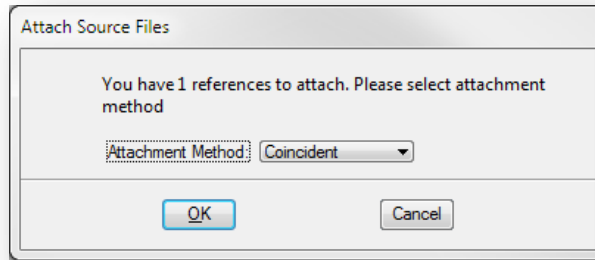 Attach Source Files
You have 1 references to attach. Please select attachment
method
Attachment Method: Coincident
OK Cancel